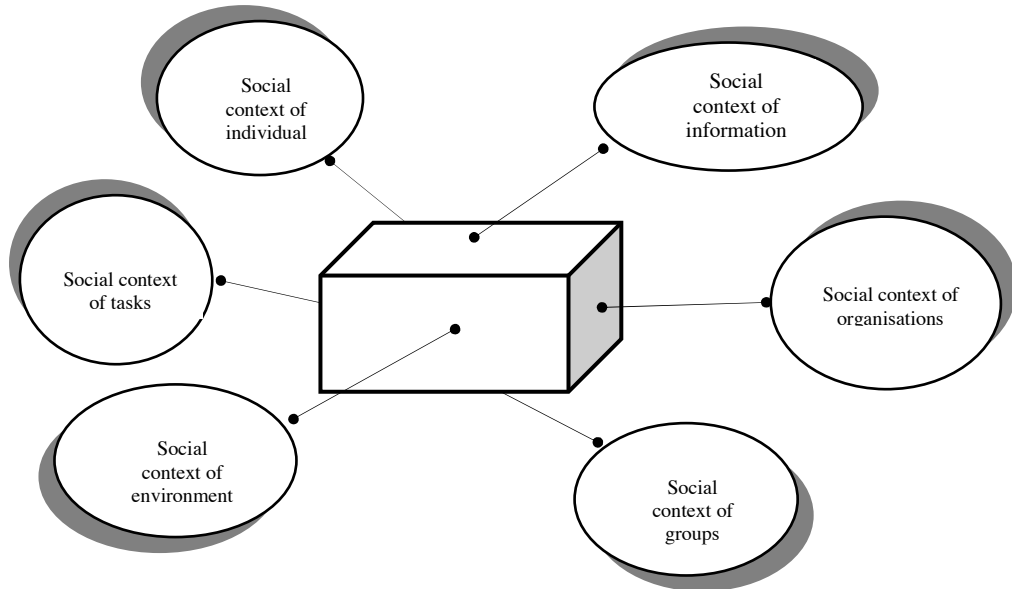 Social
context of
individual
Social
context of
information
Social context
of tasks
Social context of
organisations
Social
context of
environment
Social
context of
groups